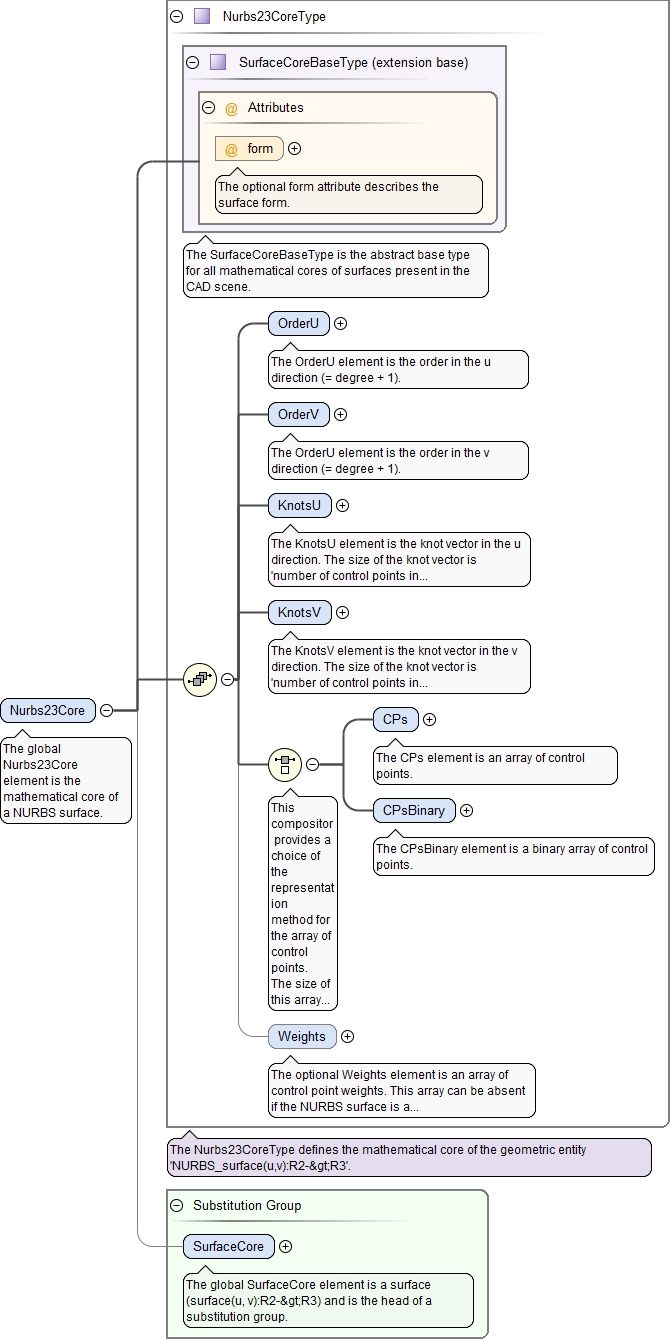 Nurbs23CoreType
SurfaceCoreBaseType (extension base)
@ Attributes
@ form
The optional form attribute describes the
surface form.
The SurfaceCoreBaseType is the abstract base type
for all mathematical cores of surfaces present in the
CAD scene.
OrderU
The OrderU element is the order in the u
direction (= degree + 1).
OrderV
The OrderU element is the order in the v
direction (= degree + 1).
KnotsU
The KnotsU element is the knot vector in the u
direction. The size of the knot vector is
'number of control points in...
KnotsV
The KnotsV element is the knot vector in the v
direction. The size of the knot vector is
'number of control points in...
Nurbs23Core
The global
Nurbs23Core
element is the
mathematical core of
a NURBS surface.
CPs
The CPs element is an array of control
points.
CPsBinary
The CPsBinary element is a binary array of control
points.
This
compositor
provides a
choice of
the
representat
ion
method for
the array of
control
points.
The size of
this array...
Weights
The optional Weights element is an array of
control point weights. This array can be absent
if the NURBS surface is a...
The Nurbs23CoreType defines the mathematical core of the geometric entity
'NURBS_surface(u,v):R2-&gt;R3'.
Substitution Group
SurfaceCore
The global SurfaceCore element is a surface
(surface(u, v):R2-&gt;R3) and is the head of a
substitution group.